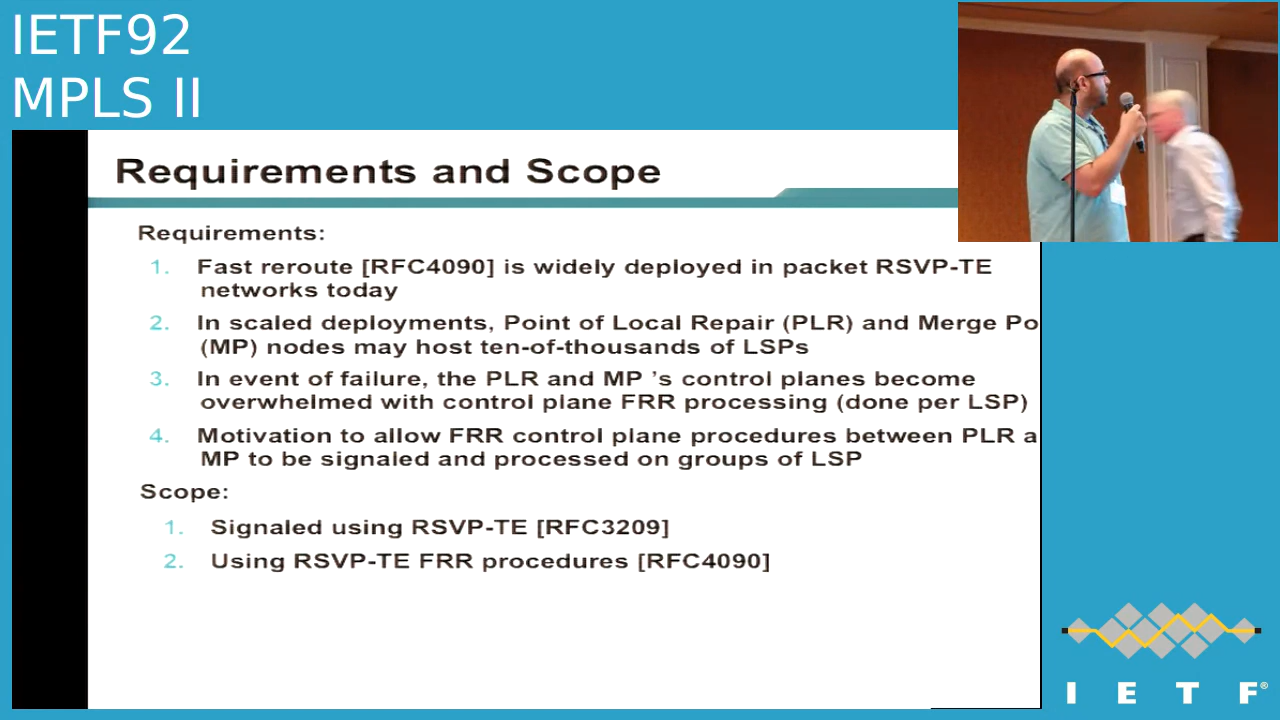 IETF92
MPLS II
Requirements and Scope
Requirements:
1. Fast reroute [RFC4090] is widely deployed in packet RSVP-TE
networks today
2. In scaled deployments, Point of Local Repair (PLR) and Merge Po
(MP) nodes may host ten-of-thousands of LSPs
3. In event of failure, the PLR and MP ’s control planes become
overwhelmed with control plane FRR processing (done per LSP)
4. Motivation to allow FRR control plane procedures between PLR a
MP to be signaled and processed on groups of LSP
Scope:
1. Signaled using RSVP-TE [RFC3209]
2. Using RSVP-TE FRR procedures [RFC4090]
I E T F®